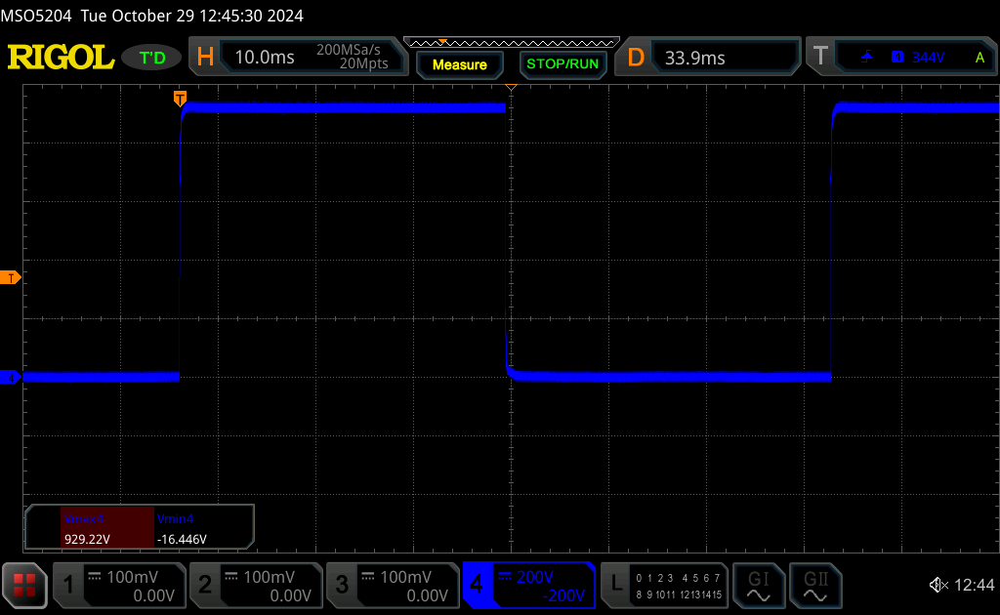 MSO5204 Tue October 29 12:45:30 2024
RIGOL T'D H 10.0ms 200MSa/s 20Mpts Measure STOP/RUN D 33.9ms T 1 344V A
T
T
4
Vmax4 Vmin4
929.22V -16.446V
1 100mV 0.00V 2 100mV 0.00V 3 100mV 0.00V 4 200V -200V L 0 1 2 3 4 5 6 7 8 9 10 11 12 13 14 15 GI GII 12:44